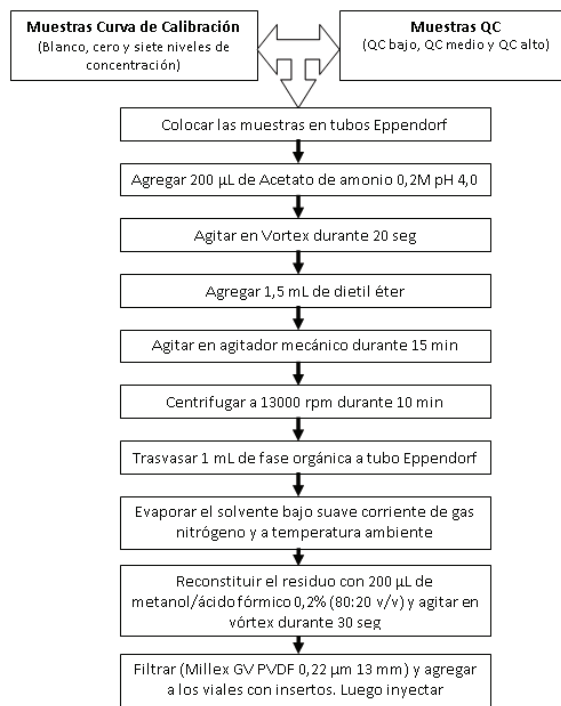 Muestras Curva de Calibración
(Blanco, cero y siete niveles de
concentración)
Muestras QC
(QC bajo, QC medio y QC alto)
Colocar las muestras en tubos Eppendorf
Agregar 200 µL de Acetato de amonio 0,2M pH 4,0
Agitar en Vortex durante 20 seg
Agregar 1,5 mL de dietil éter
Agitar en agitador mecánico durante 15 min
Centrifugar a 13000 rpm durante 10 min
Trasvasar 1 mL de fase orgánica a tubo Eppendorf
Evaporar el solvente bajo suave corriente de gas
nitrógeno y a temperatura ambiente
Reconstituir el residuo con 200 µL de
metanol/ácido fórmico 0,2% (80:20 v/v) y agitar en
vórtex durante 30 seg
Filtrar (Millex GV PVDF 0,22 µm 13 mm) y agregar
a los viales con insertos. Luego inyectar